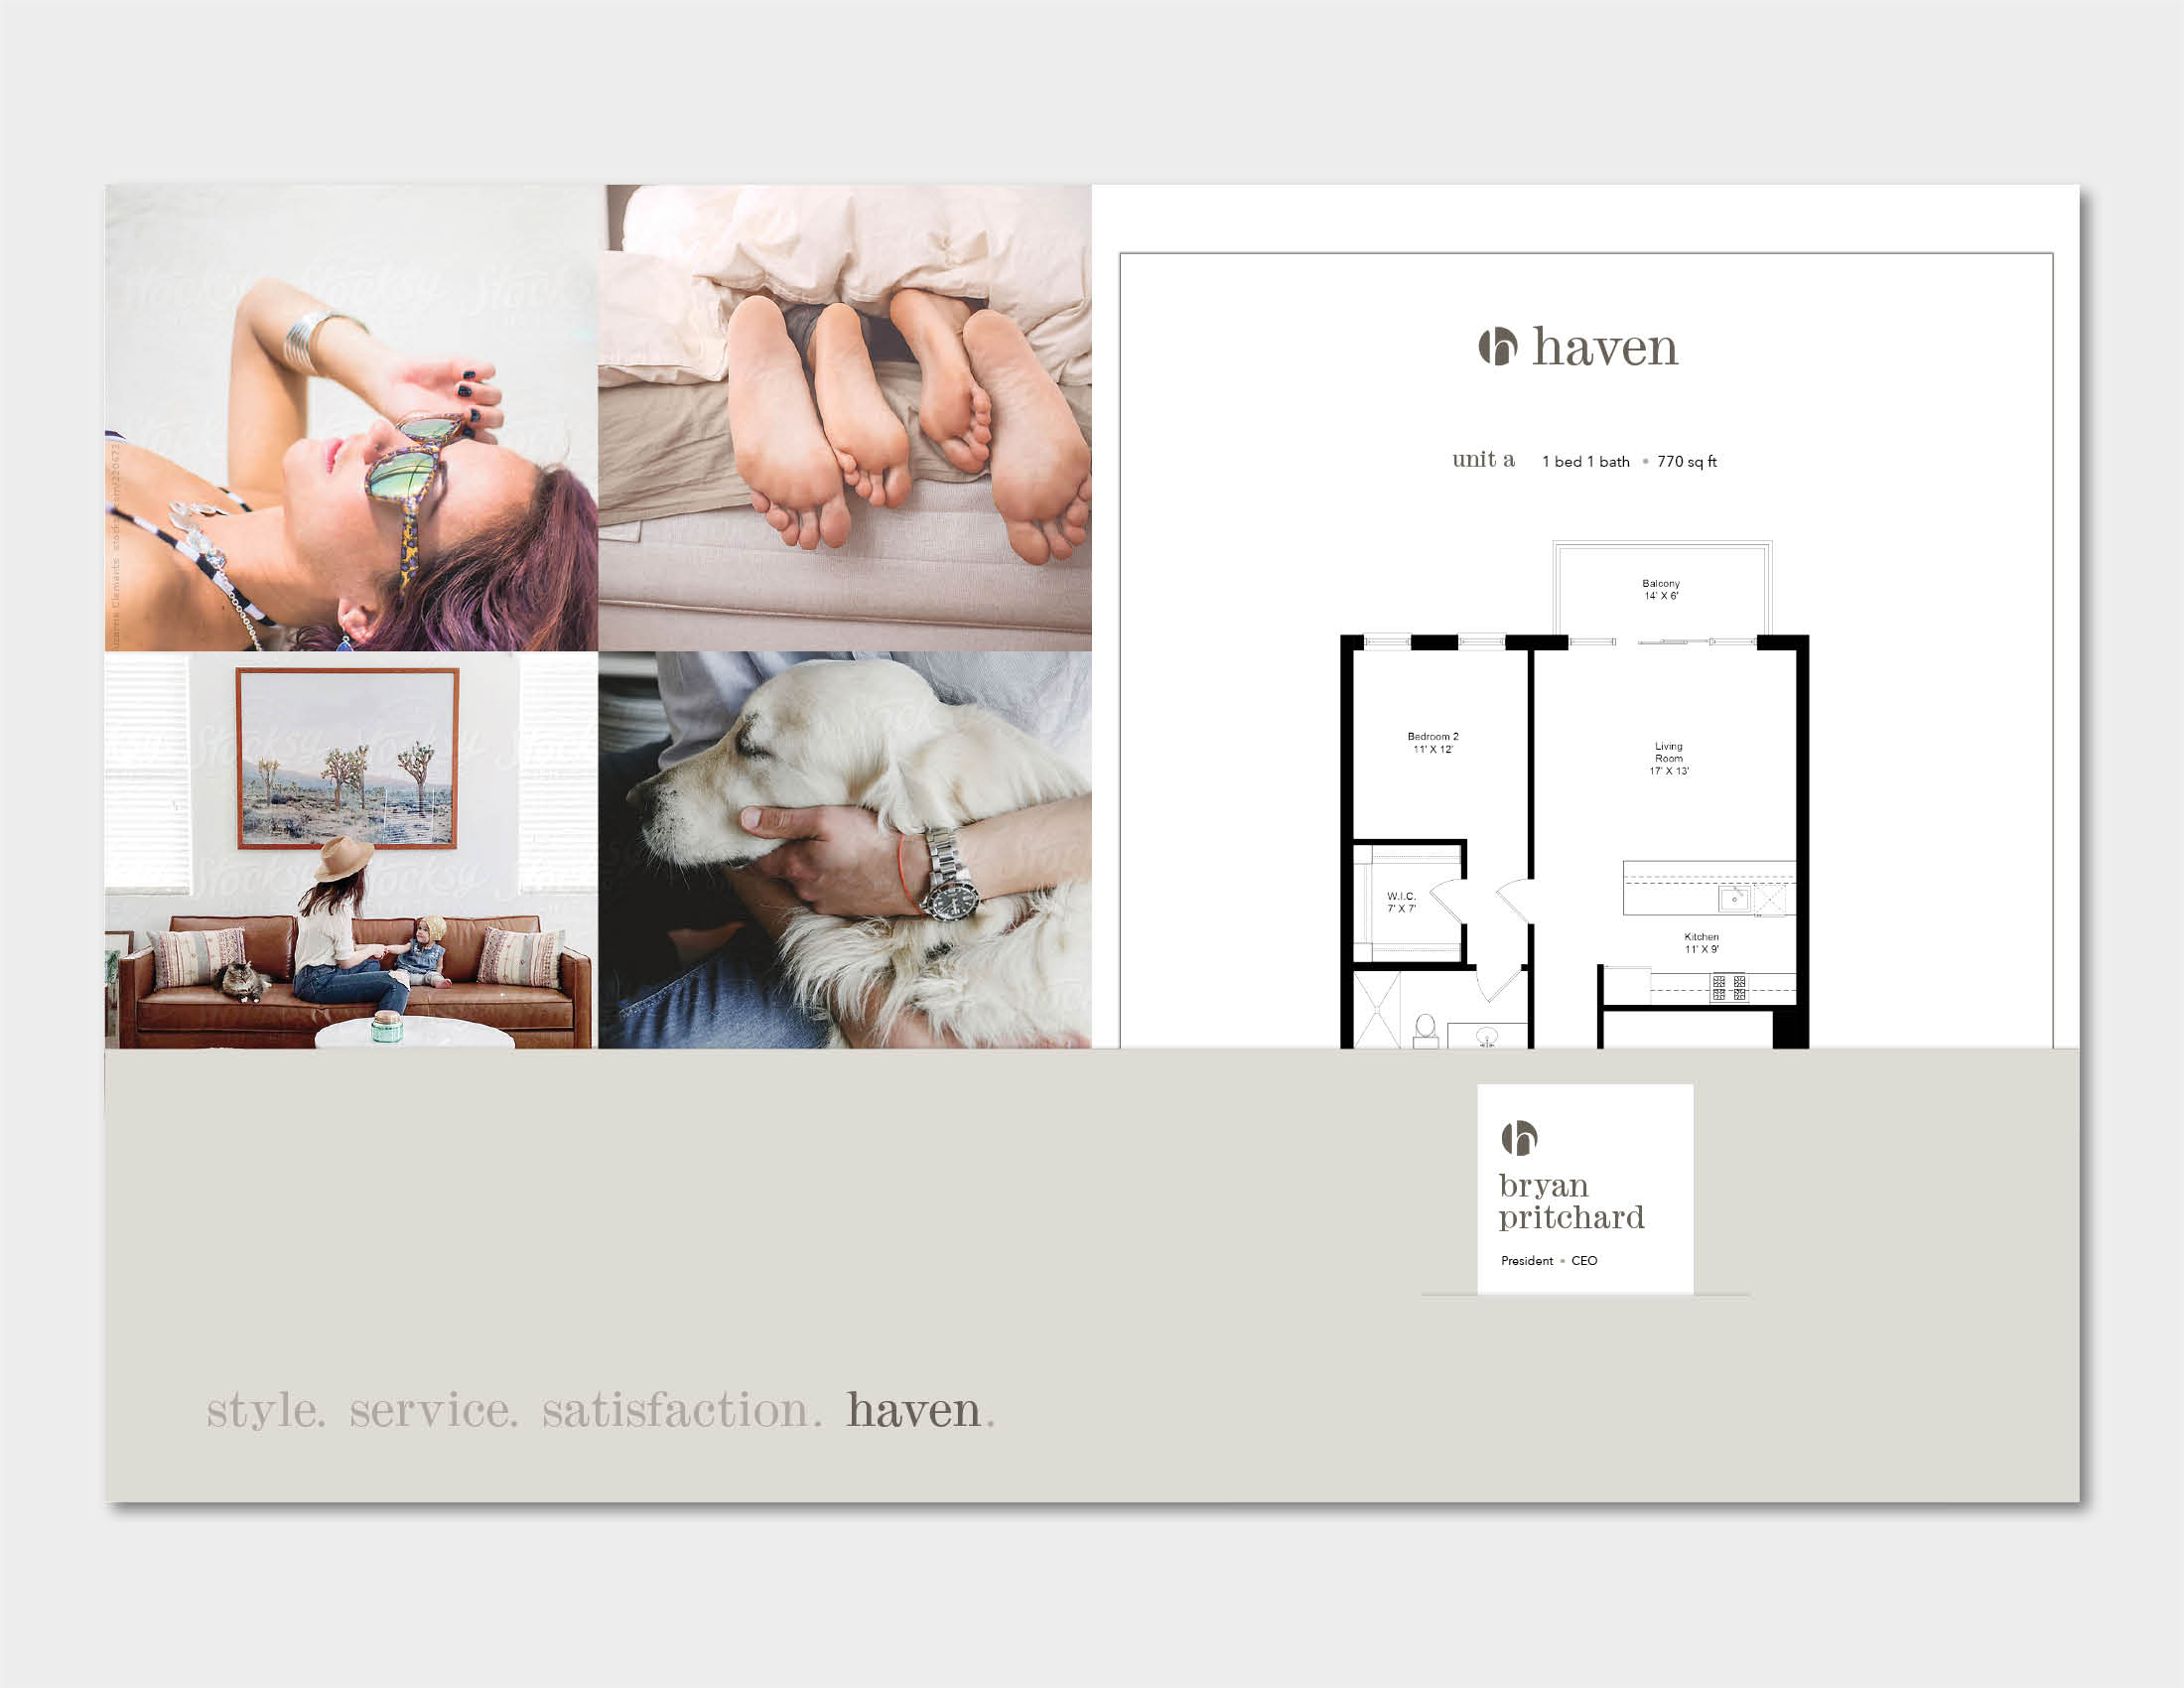 haven
unit a 1 bed 1 bath • 770 sq ft
Balcony
14' X 6'
Bedroom 2
11' X 12'
Living
Room
17' X 13'
W.I.C.
7' X 7'
Kitchen
11' X 9'
h
bryan
pritchard
President • CEO
style. service. satisfaction. haven.
Stocksy